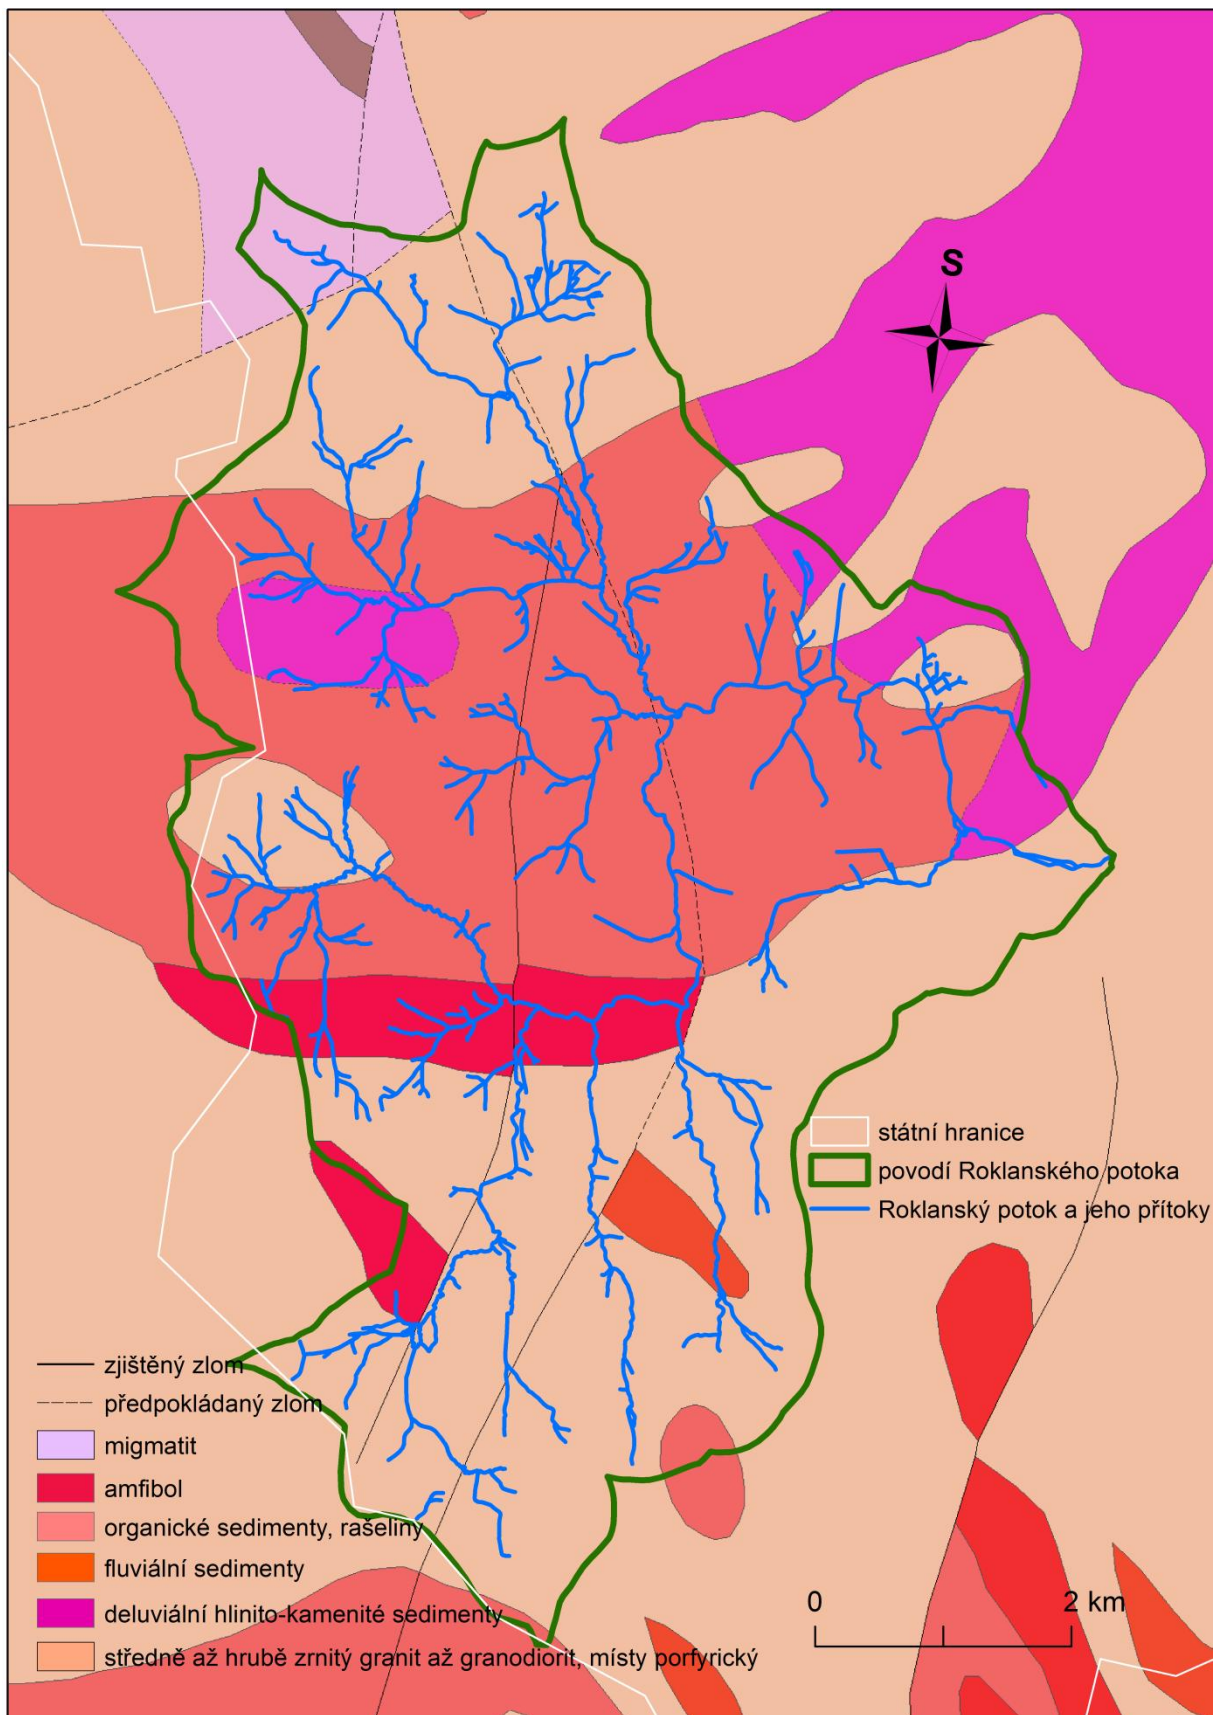 S
státní hranice
povodí Roklanského potoka
Roklanský potok a jeho přítoky
zjištěný zlom
předpokládaný zlom
migmatit
amfibol
organické sedimenty, rašeliny
fluviální sedimenty
deluviální hlinito-kamenité sedimenty
středně až hrubě zrnitý granit až granodiorit, místy porfyrický
0 2 km